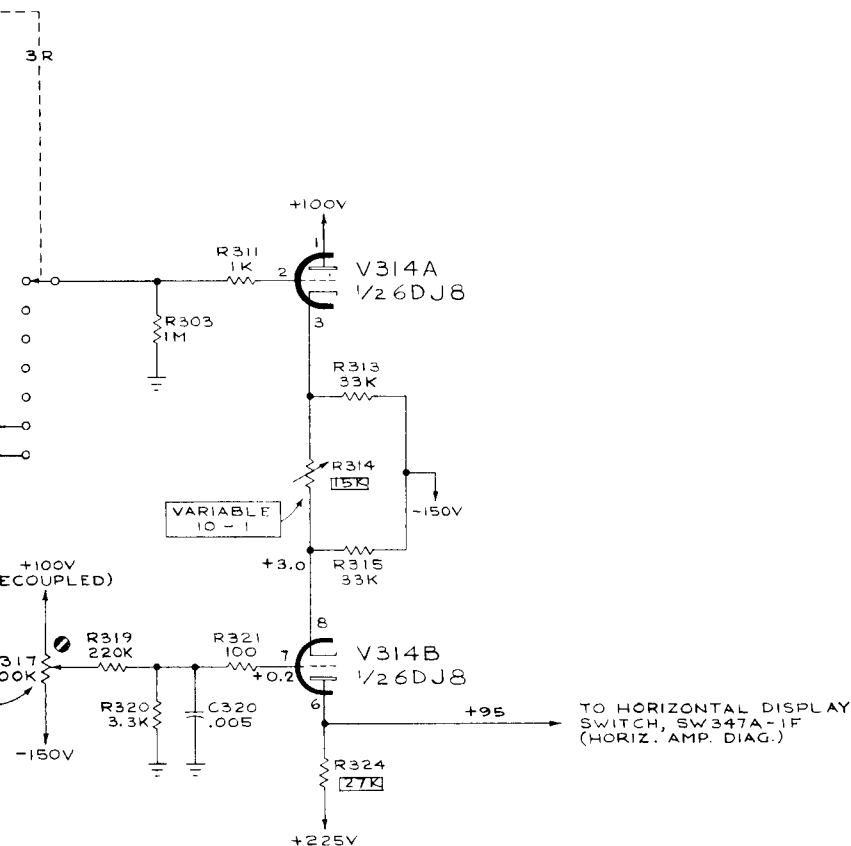 3R
+100V
1
R311
1K
2
V314A
1/2 6DJ8
3
R303
1M
R313
33K
R314
15K
-150V
VARIABLE
10 - 1
+3.0
R315
33K
+100V
ECOUPLED)
8
R319
220K
R321
100
7
+0.2
V314B
1/2 6DJ8
317
00K
6
R320
3.3K
C320
.005
+95
TO HORIZONTAL DISPLAY
SWITCH, SW347A-1F
(HORIZ. AMP. DIAG.)
-150V
R324
27K
+225V